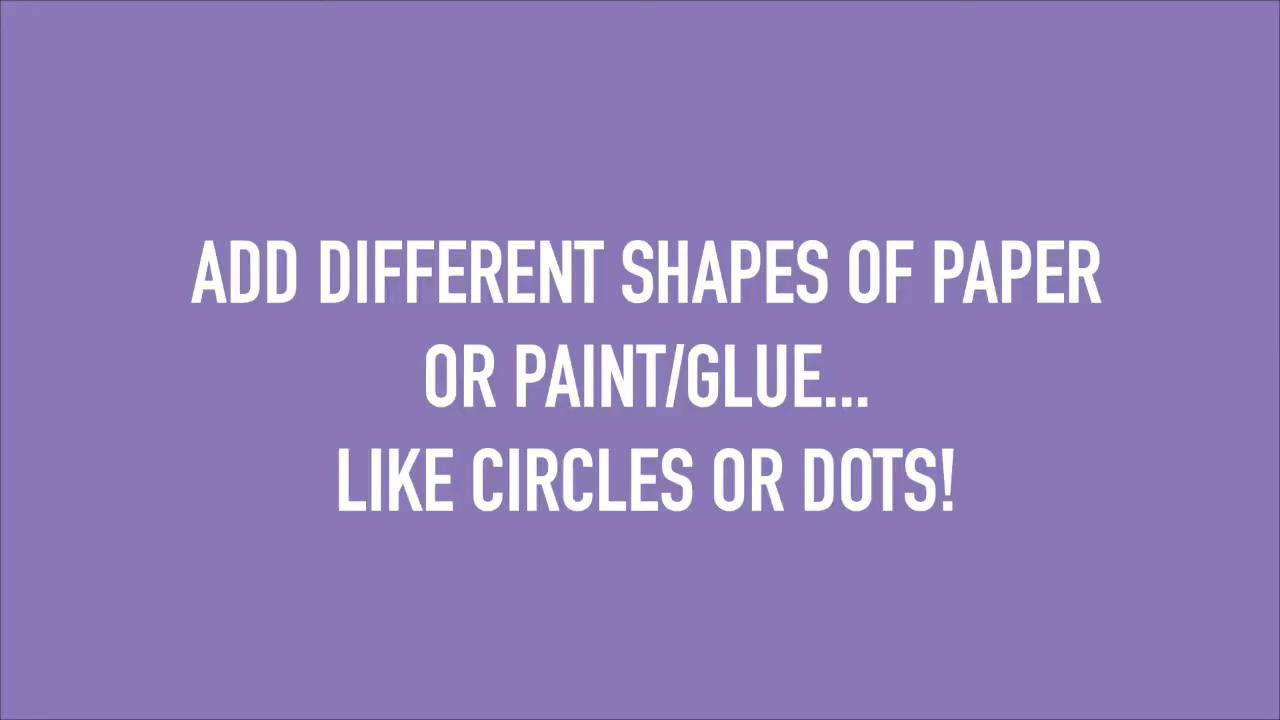 ADD DIFFERENT SHAPES OF PAPER
OR PAINT/GLUE...
LIKE CIRCLES OR DOTS!